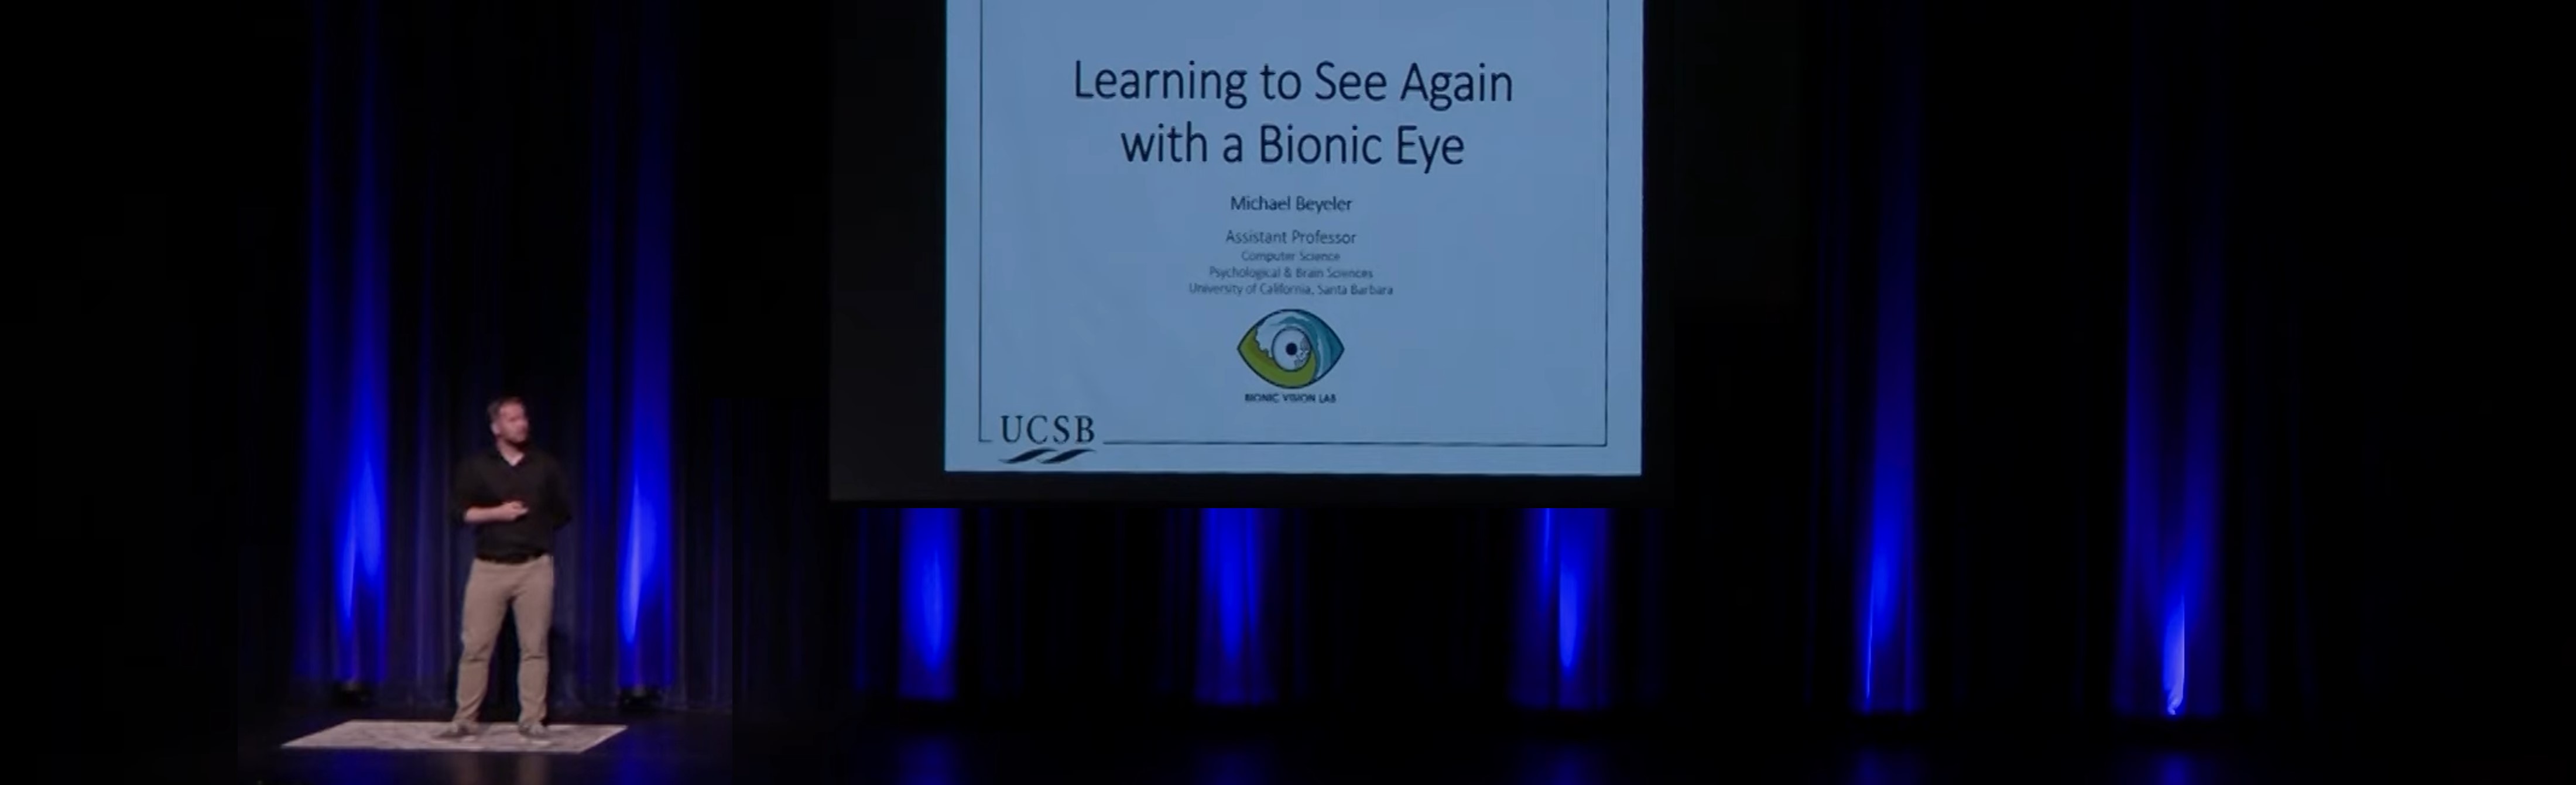 Learning to See Again
with a Bionic Eye
Michael Beyeler
Assistant Professor
Computer Science
Psychological & Brain Sciences
University of California, Santa Barbara
BIONIC VISION LAB
UCSB